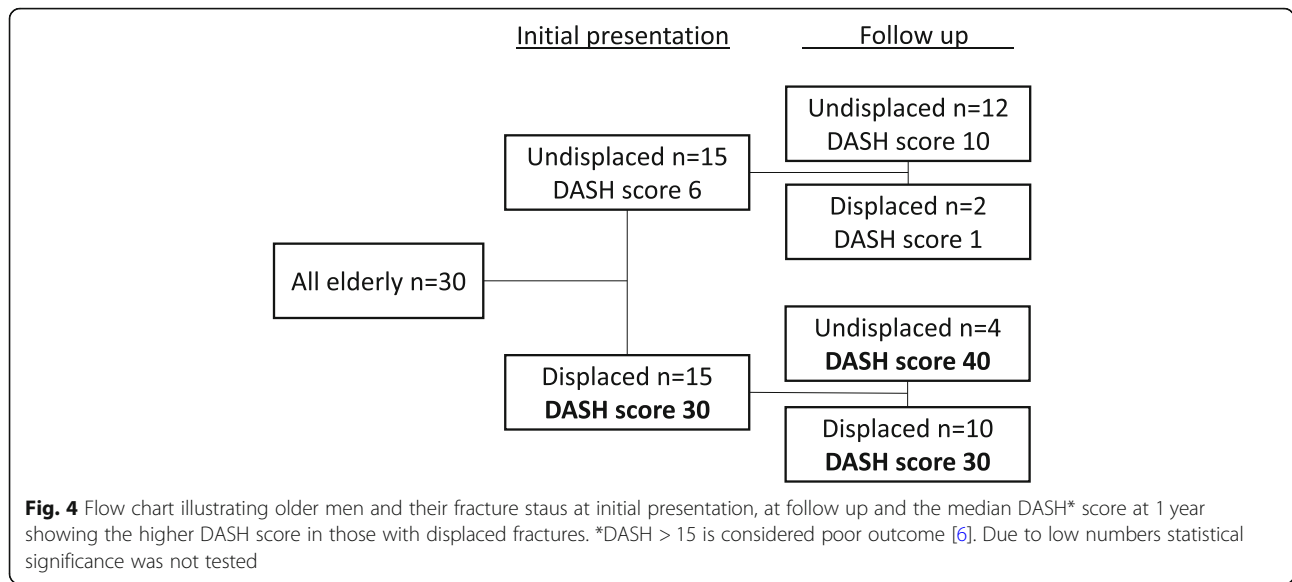 Initial presentation
Follow up
Undisplaced n=12
DASH score 10
Undisplaced n=15
DASH score 6
Displaced n=2
DASH score 1
All elderly n=30
Undisplaced n=4
DASH score 40
Displaced n=15
DASH score 30
Displaced n=10
DASH score 30
Fig. 4 Flow chart illustrating older men and their fracture staus at initial presentation, at follow up and the median DASH* score at 1 year
showing the higher DASH score in those with displaced fractures. *DASH > 15 is considered poor outcome [6]. Due to low numbers statistical
significance was not tested